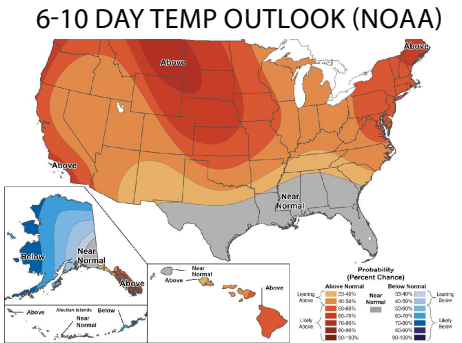 6-10 DAY TEMP OUTLOOK (NOAA)
Above
Above
Above
Near
Normal
Below
Near
Normal
Above
Above
Aleutian Islands
Below
Near
Normal
Near
Normal
Above
Above
Above
Probability
(Percent Chance)
Above Normal
Below Normal
Leaning
Above
33-40%
40-50%
Near
Normal
33-40%
40-50%
Leaning
Below
50-60%
60-70%
50-60%
60-70%
Likely
Above
70-80%
80-90%
90-100%
70-80%
80-90%
90-100%
Likely
Below